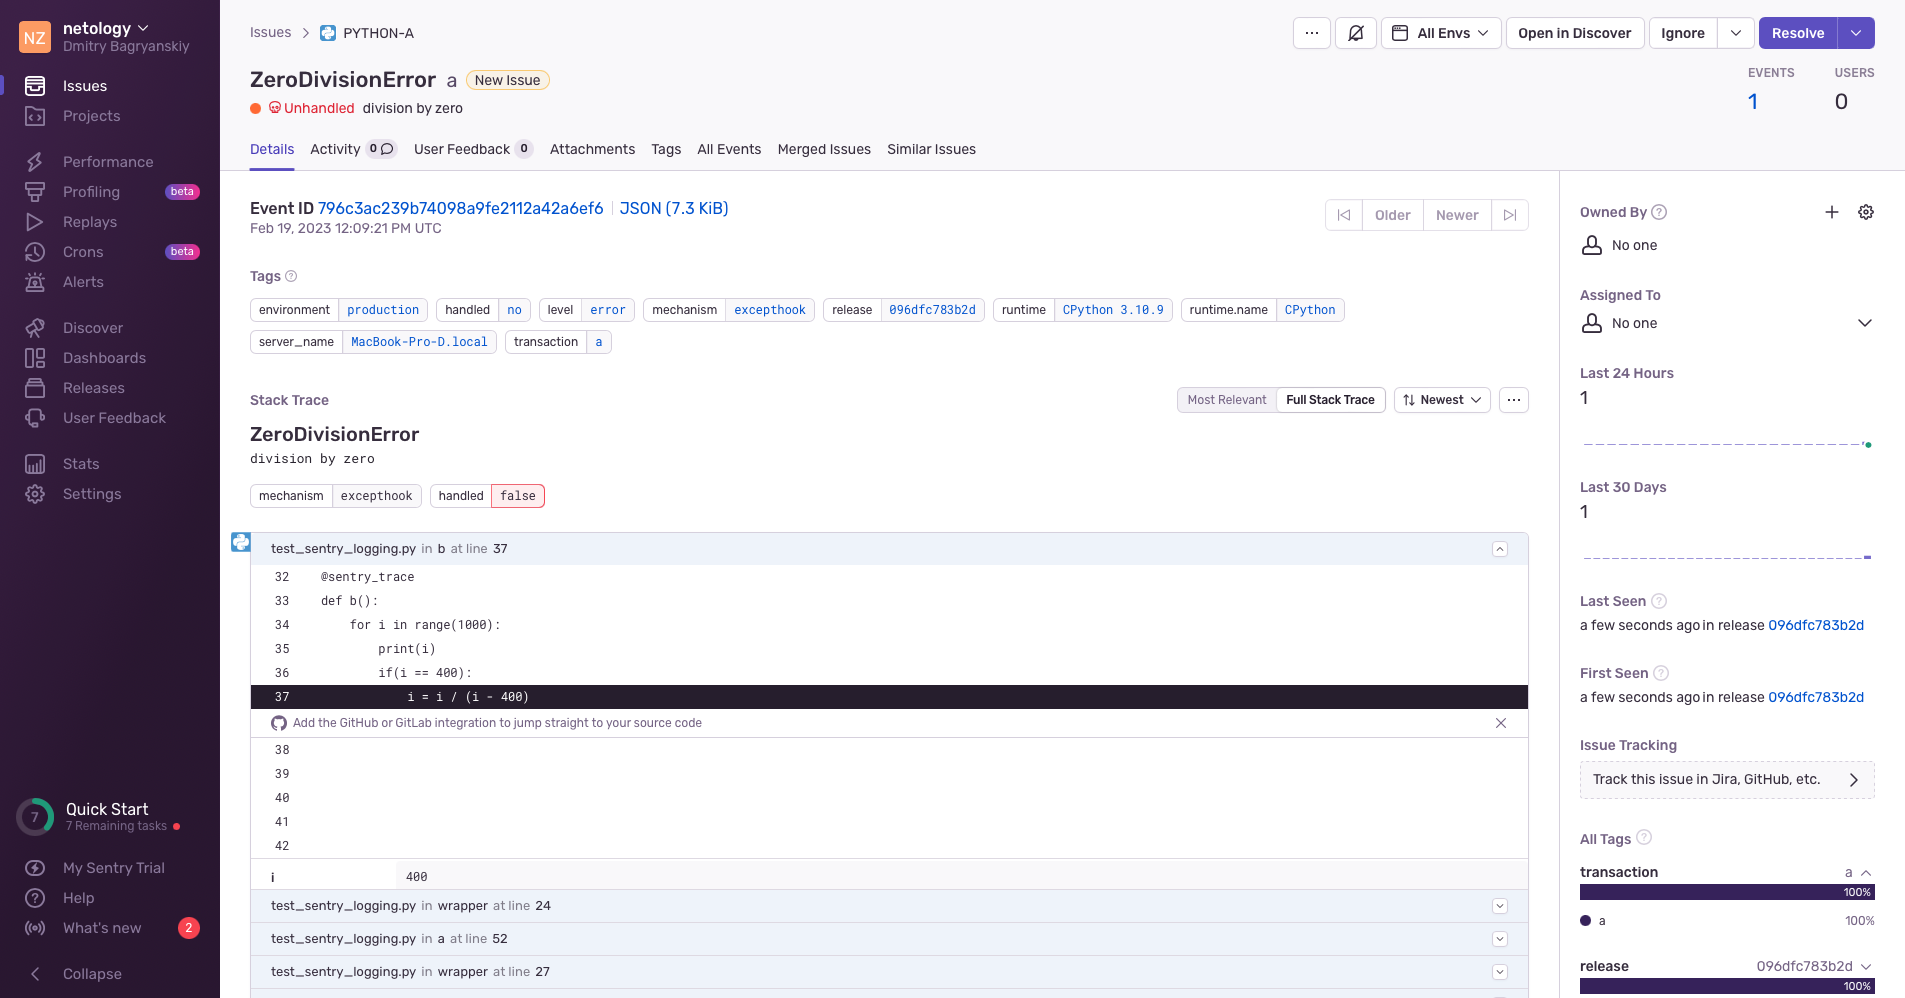 NZ
netology
Dmitry Bagryanskiy
Issues
Projects
Performance
Profiling beta
Replays
Crons beta
Alerts
Discover
Dashboards
Releases
User Feedback
Stats
Settings
7
Quick Start
7 Remaining tasks
My Sentry Trial
Help
What's new 2
Collapse
Issues PYTHON-A
... All Envs Open in Discover Ignore Resolve
ZeroDivisionError a New Issue
Unhandled division by zero
EVENTS USERS
1 0
Details Activity 0 User Feedback 0 Attachments Tags All Events Merged Issues Similar Issues
Event ID 796c3ac239b74098a9fe2112a42a6ef6 JSON (7.3 KiB)
Feb 19, 2023 12:09:21 PM UTC
Older Newer
Tags ?
environment production handled no level error mechanism excepthook release 096dfc783b2d runtime CPython 3.10.9 runtime.name CPython
server_name MacBook-Pro-D.local transaction a
Stack Trace
Most Relevant Full Stack Trace Newest ...
ZeroDivisionError
division by zero
mechanism excepthook handled false
test_sentry_logging.py in b at line 37
32 @sentry_trace
33 def b():
34 for i in range(1000):
35 print(i)
36 if(i == 400):
37 i = i / (i - 400)
Add the GitHub or GitLab integration to jump straight to your source code
38
39
40
41
42
i 400
test_sentry_logging.py in wrapper at line 24
test_sentry_logging.py in a at line 52
test_sentry_logging.py in wrapper at line 27
Owned By ?
No one
Assigned To
No one
Last 24 Hours
1
Last 30 Days
1
Last Seen ?
a few seconds ago in release 096dfc783b2d
First Seen ?
a few seconds ago in release 096dfc783b2d
Issue Tracking
Track this issue in Jira, GitHub, etc.
All Tags ?
transaction a
100%
a 100%
release 096dfc783b2d
100%